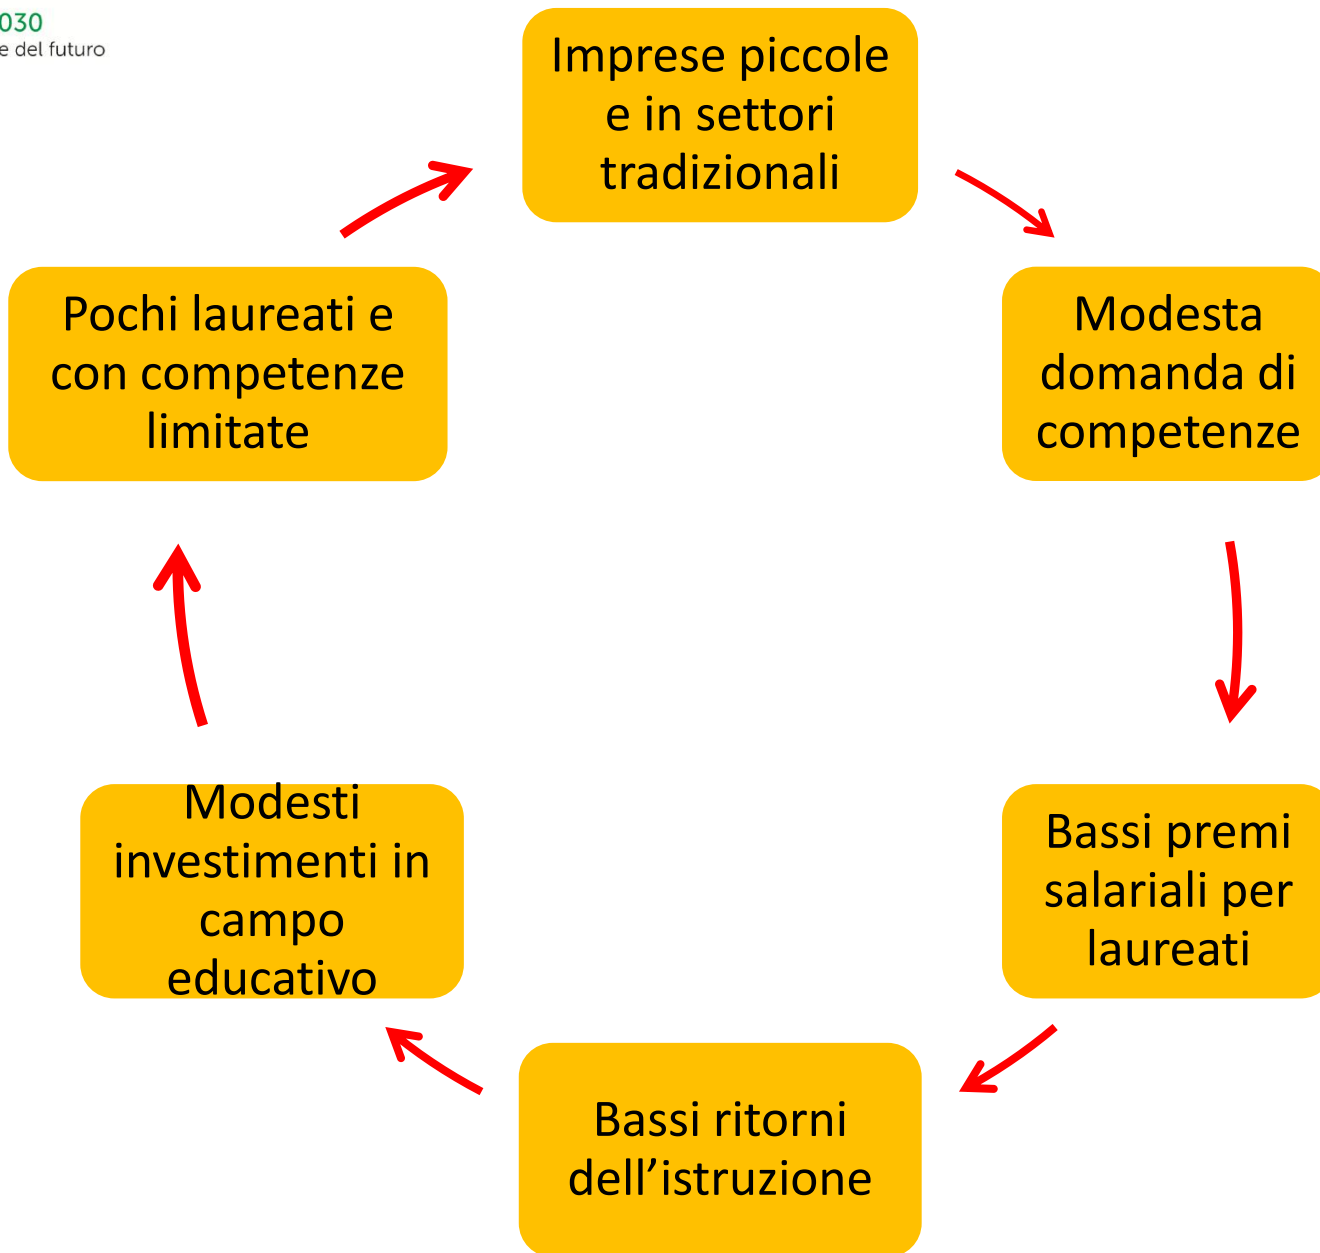 030
e del futuro
Imprese piccole
e in settori
tradizionali
Modesta
domanda di
competenze
Bassi premi
salariali per
laureati
Bassi ritorni
dell’istruzione
Modesti
investimenti in
campo
educativo
Pochi laureati e
con competenze
limitate